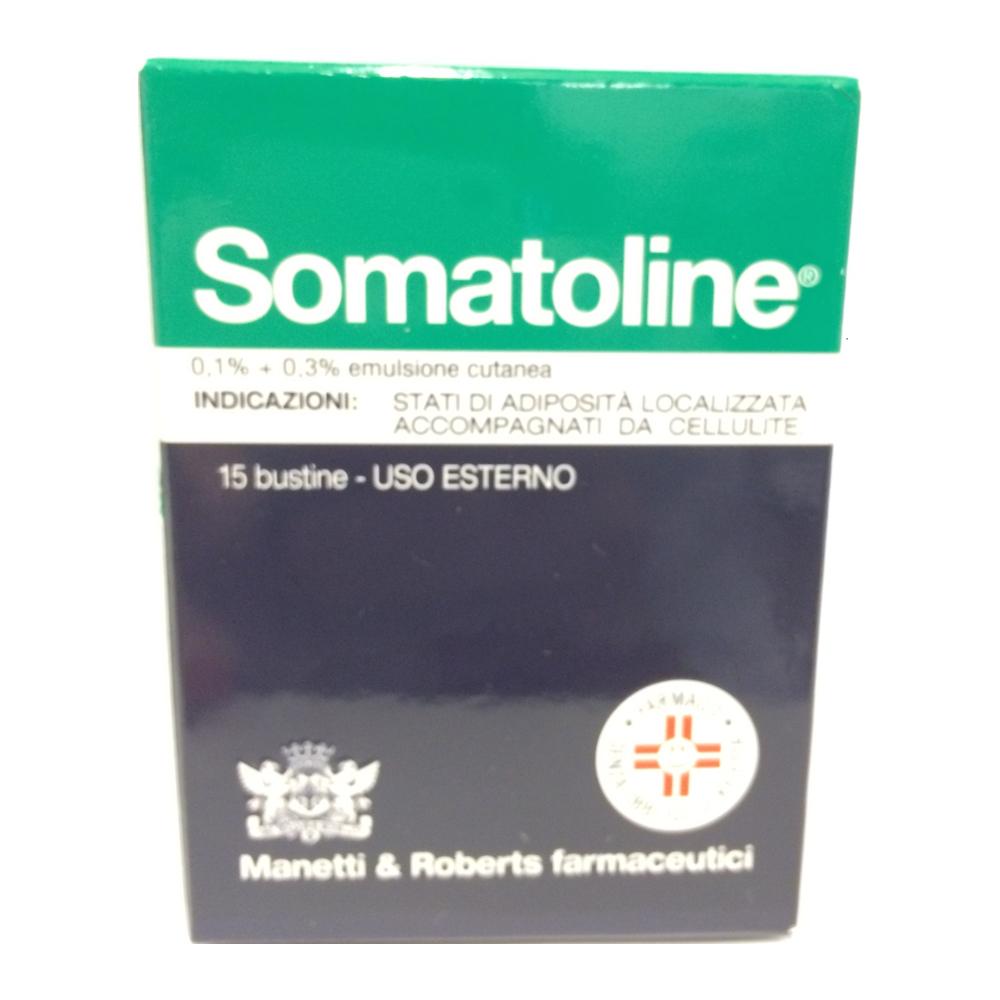 Somatoline®
0,1% + 0,3% emulsione cutanea
INDICAZIONI: STATI DI ADIPOSITÀ LOCALIZZATA
ACCOMPAGNATI DA CELLULITE
15 bustine - USO ESTERNO
Manetti & Roberts farmaceutici